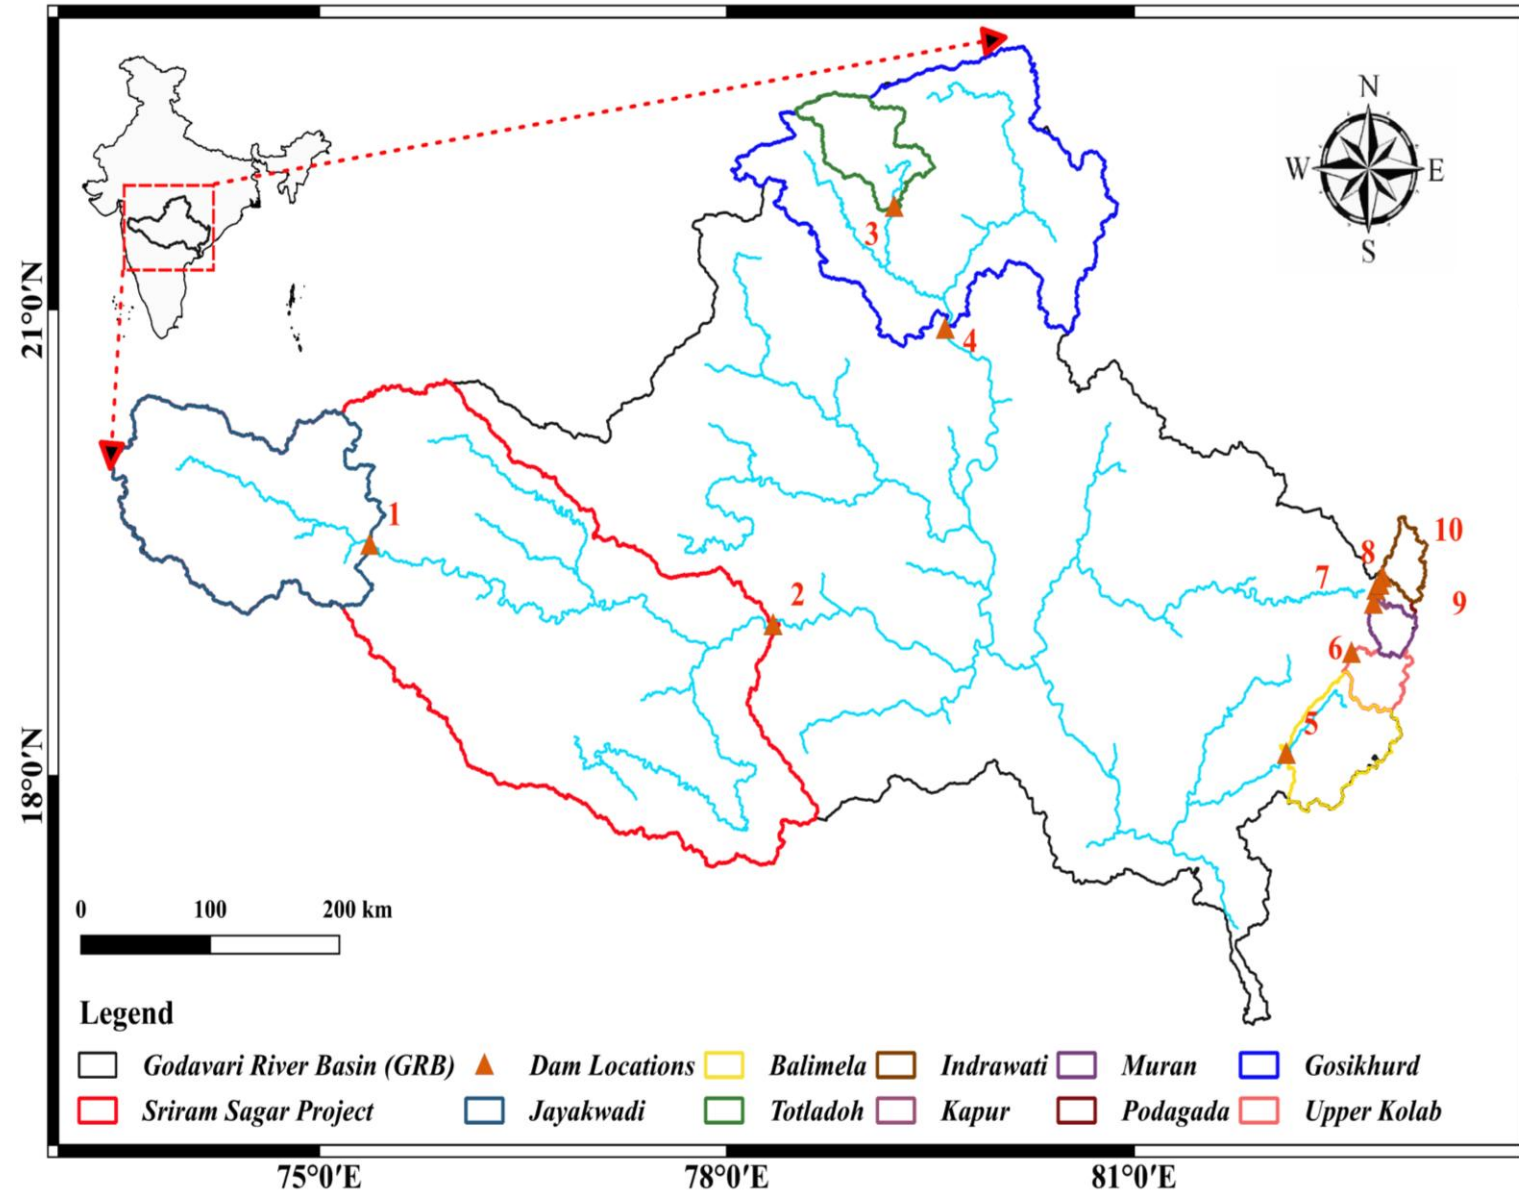 N
W E
S
3
4
21°0′N
1
10
8
7
2
9
6
5
18°0′N
0 100 200 km
Legend
Godavari River Basin (GRB) Dam Locations Balimela Indrawati Muran Gosikhurd
Sriram Sagar Project Jayakwadi Totladoh Kapur Podagada Upper Kolab
75°0′E 78°0′E 81°0′E